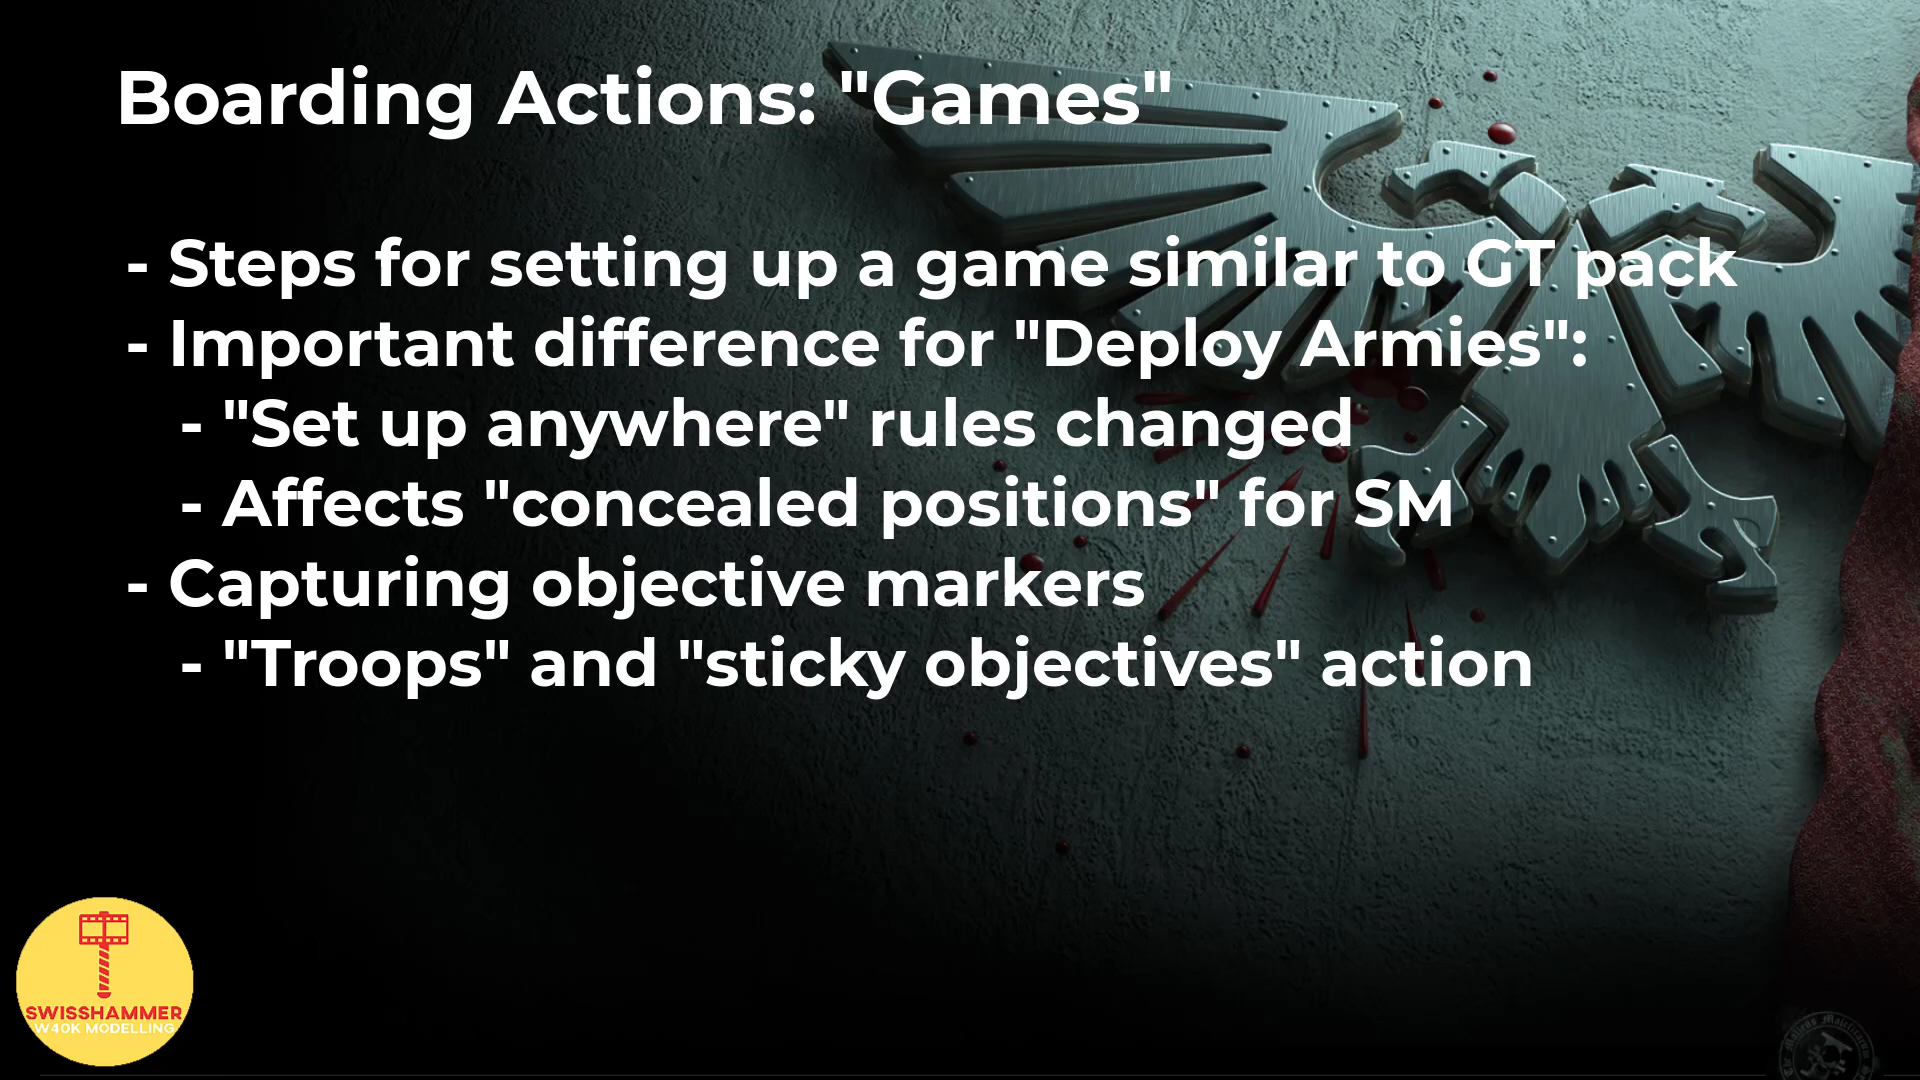 Boarding Actions: "Games"
- Steps for setting up a game similar to GT pack
- Important difference for "Deploy Armies":
- "Set up anywhere" rules changed
- Affects "concealed positions" for SM
- Capturing objective markers
- "Troops" and "sticky objectives" action
SWISSHAMMER
W40K MODELLING